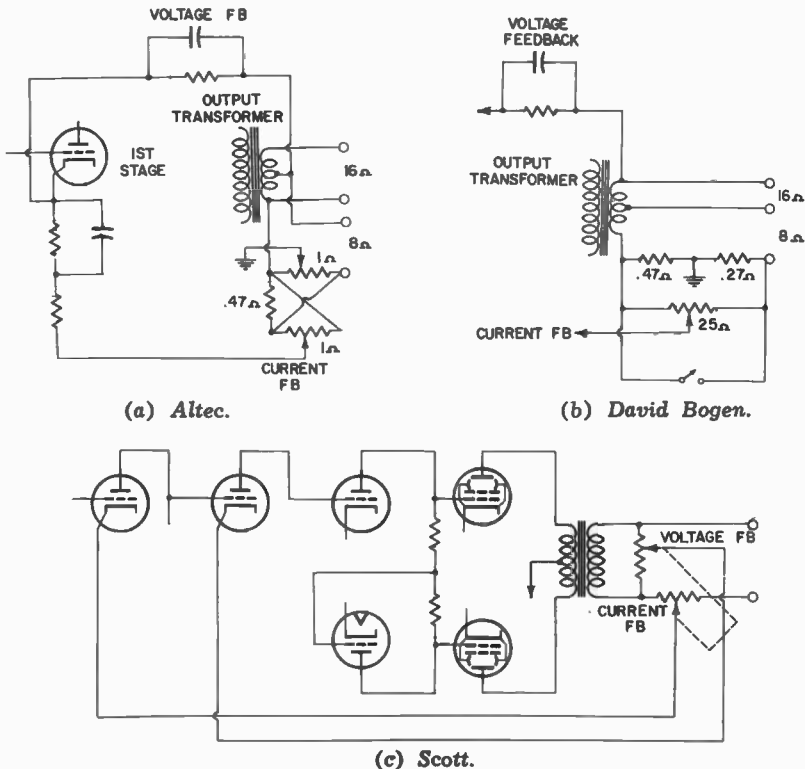 VOLTAGE FB
OUTPUT
TRANSFORMER
1ST
STAGE
16Ω
8Ω
1Ω
.47Ω
1Ω
CURRENT
FB
(a) Altec.
VOLTAGE
FEEDBACK
OUTPUT
TRANSFORMER
16Ω
8Ω
.47Ω
.27Ω
25Ω
CURRENT FB
(b) David Bogen.
VOLTAGE
FB
CURRENT
FB
(c) Scott.